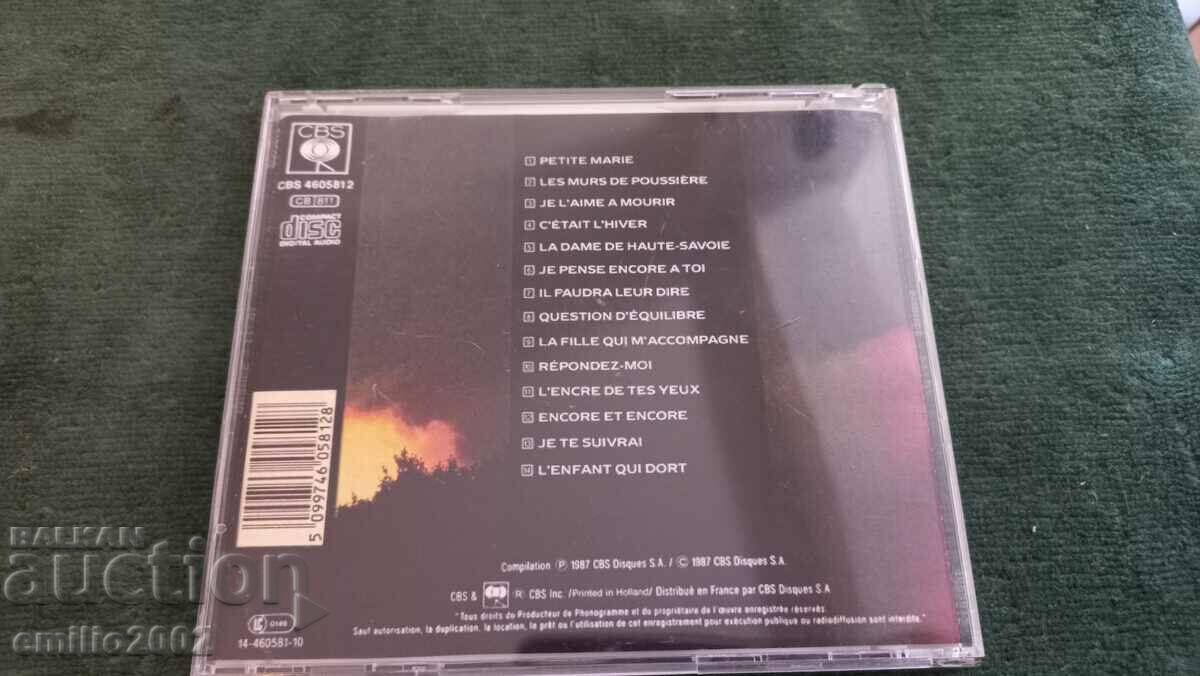 CBS
CBS 4605812
CB 811
COMPACT
disc
DIGITAL AUDIO
1 PETITE MARIE
2 LES MURS DE POUSSIÈRE
3 JE L'AIME A MOURIR
4 C'ÉTAIT L'HIVER
5 LA DAME DE HAUTE-SAVOIE
6 JE PENSE ENCORE A TOI
7 IL FAUDRA LEUR DIRE
8 QUESTION D'ÉQUILIBRE
9 LA FILLE QUI M'ACCOMPAGNE
10 RÉPONDEZ-MOI
11 L'ENCRE DE TES YEUX
12 ENCORE ET ENCORE
13 JE TE SUIVRAI
14 L'ENFANT QUI DORT
5 099746 058128
Compilation Ⓟ 1987 CBS Disques S.A. / © 1987 CBS Disques S.A.
CBS & ® CBS Inc. /Printed in Holland/ Distribué en France par CBS Disques S.A
"Tous droits du Producteur de Phonogramme et du propriétaire de l'œuvre enregistrée réservés.
Sauf autorisation, la duplication, la location, le prêt ou l'utilisation de cet enregistrement pour exécution publique ou radiodiffusion sont interdits."
LC 0149
14-460581-10
BALKAN
auction
emilio2002